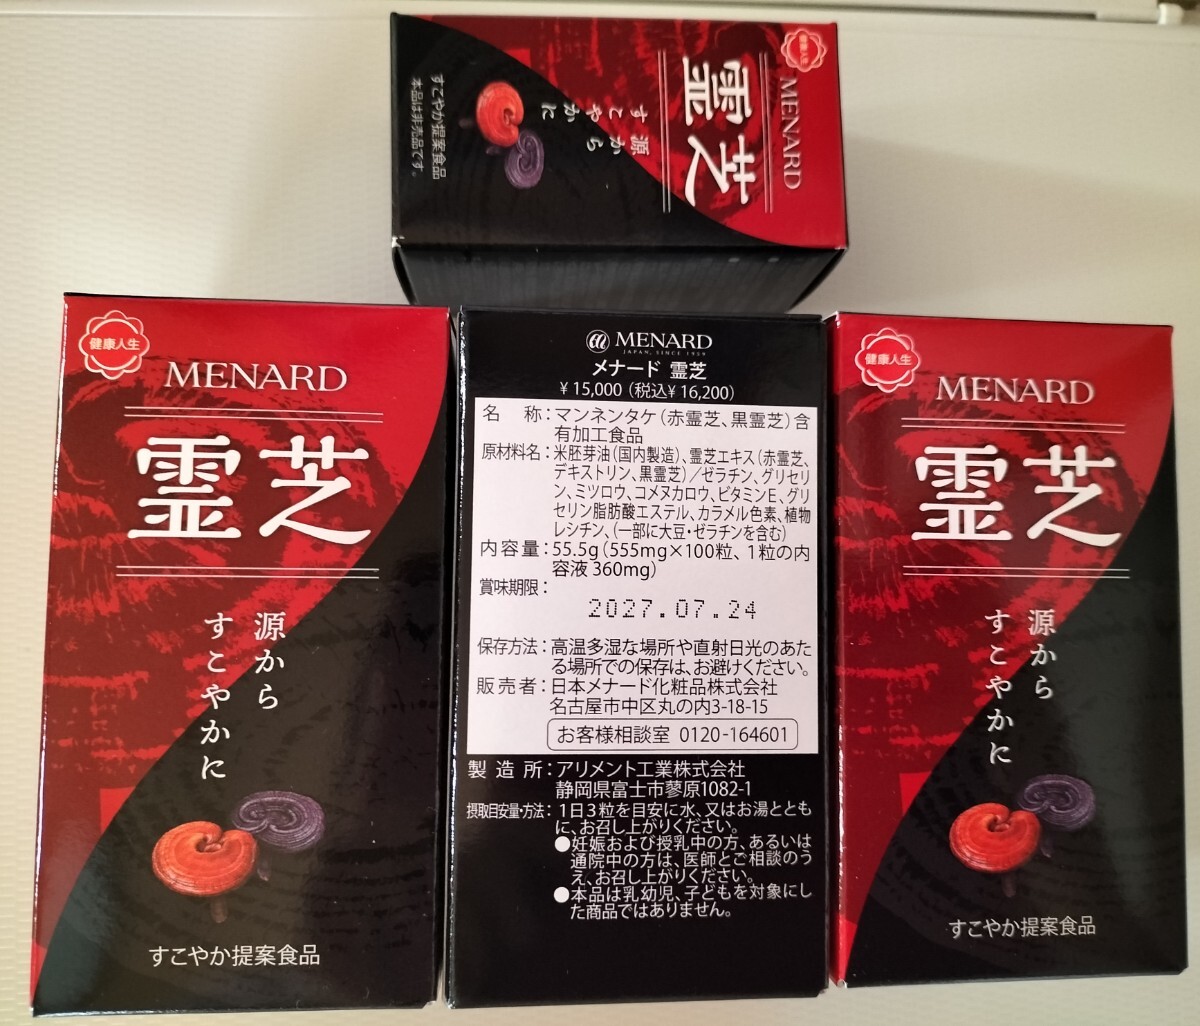 健康人生
MENARD
霊芝
源から
すこやかに
すこやか提案食品
本品は非売品です。
健康人生
MENARD
霊芝
源から
すこやかに
すこやか提案食品
MENARD
JAPAN, SINCE 1959
メナード 霊芝
¥15,000 (税込¥16,200)
名 称:マンネンタケ(赤霊芝、黒霊芝)含
有加工食品
原材料名:米胚芽油(国内製造)、霊芝エキス(赤霊芝、
デキストリン、黒霊芝)/ゼラチン、グリセリ
ン、ミツロウ、コメヌカロウ、ビタミンE、グリ
セリン脂肪酸エステル、カラメル色素、植物
レシチン、(一部に大豆・ゼラチンを含む)
内容量:55.5g(555mg×100粒、1粒の内
容液360mg)
賞味期限:
2027.07.24
保存方法:高温多湿な場所や直射日光のあた
る場所での保存は、お避けください。
販売者:日本メナード化粧品株式会社
名古屋市中区丸の内3-18-15
お客様相談室 0120-164601
製造所:アリメント工業株式会社
静岡県富士市蓼原1082-1
摂取目安量・方法:1日3粒を目安に水、又はお湯ととも
に、お召し上がりください。
●妊娠および授乳中の方、あるいは
通院中の方は、医師とご相談のう
え、お召し上がりください。
●本品は乳幼児、子どもを対象にし
た商品ではありません。
健康人生
MENARD
霊芝
源から
すこやかに
すこやか提案食品